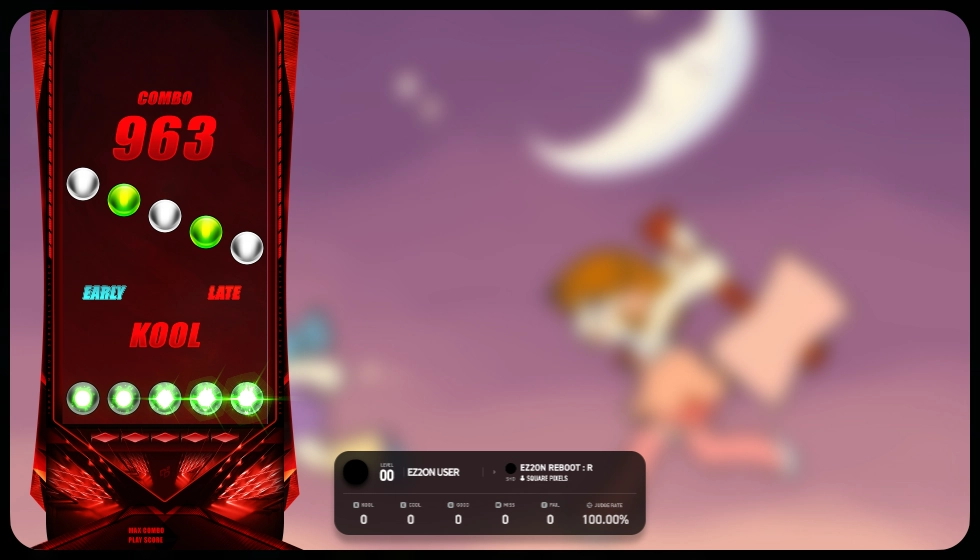 COMBO
963
EARLY LATE
KOOL
MAX COMBO
PLAY SCORE
LEVEL
00
EZ2ON USER
EZ2ON REBOOT : R
SQUARE PIXELS
KOOL COOL GOOD MISS FAIL JUDGE RATE
0 0 0 0 0 100.00%